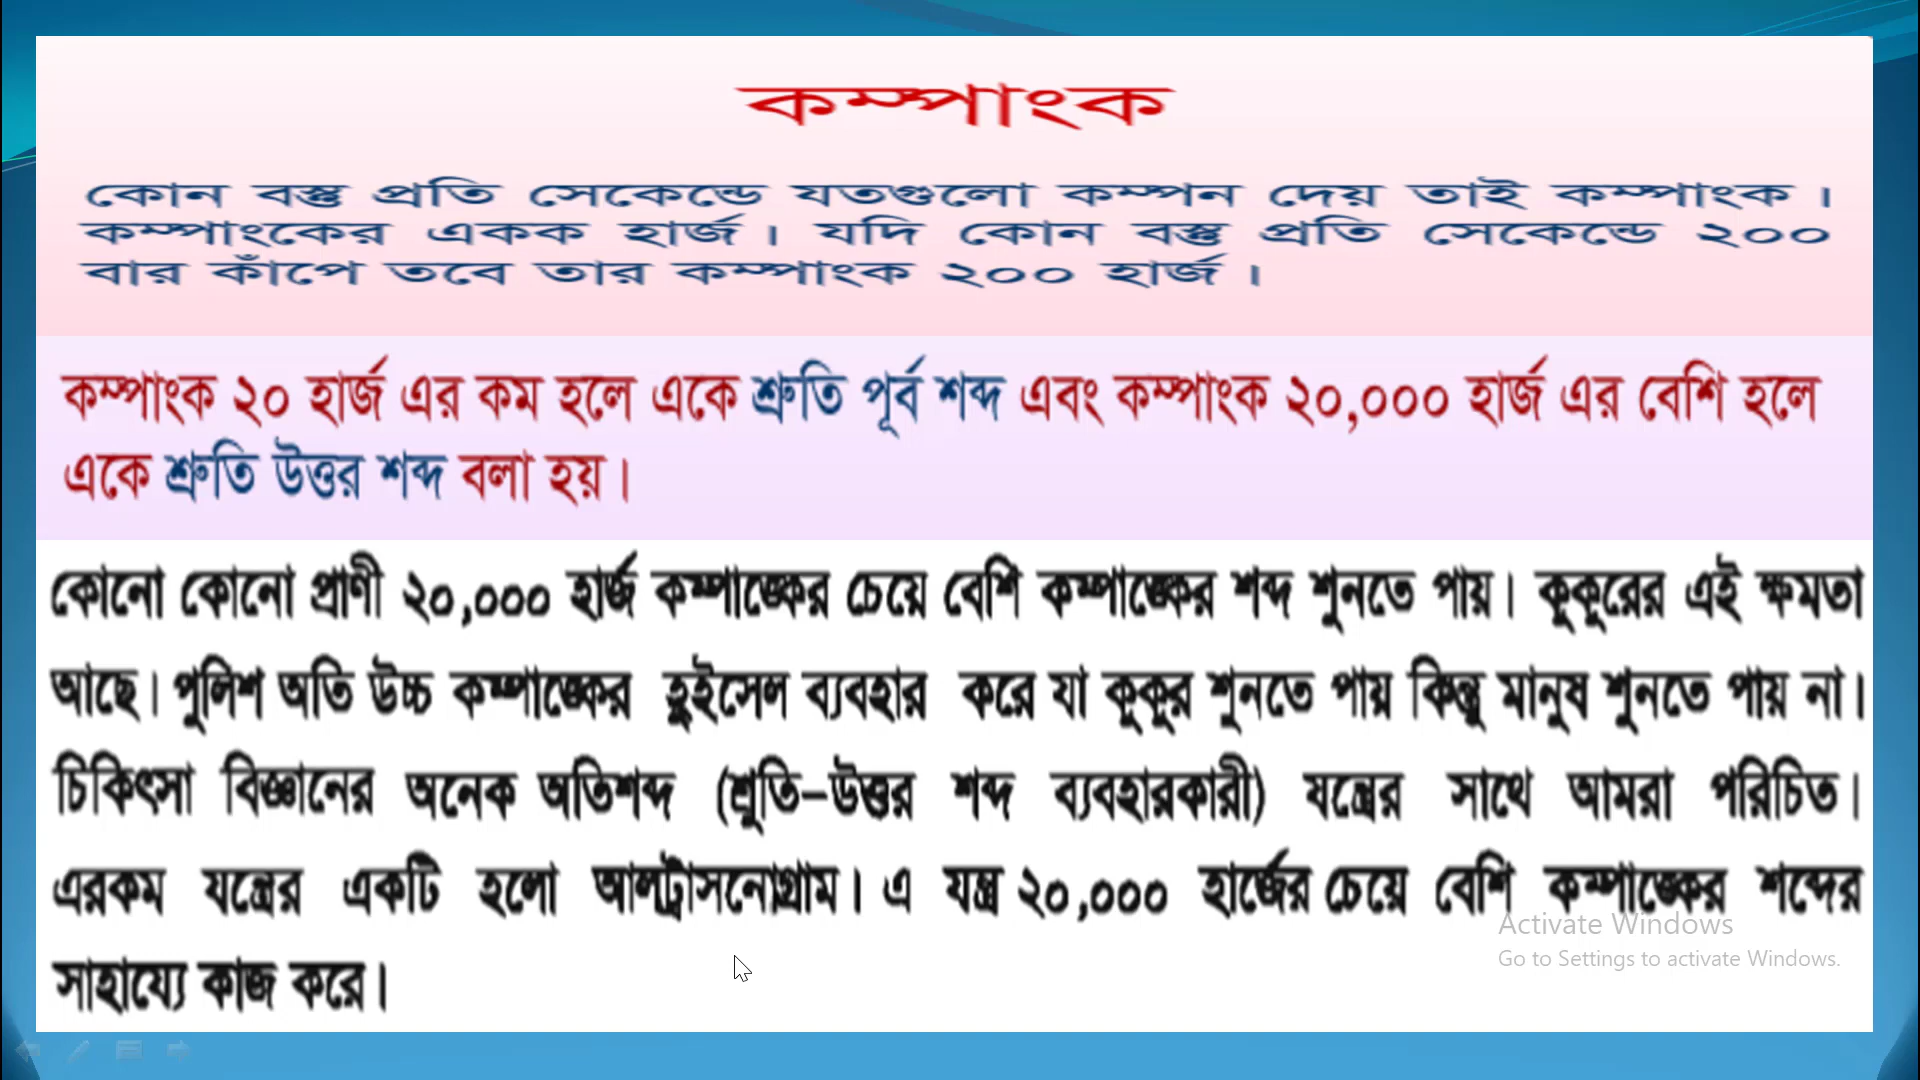 কম্পাংক
কোন বস্তু প্রতি সেকেন্ডে যতগুলো কম্পন দেয় তাই কম্পাংক ।
কম্পাংকের একক হার্জ । যদি কোন বস্তু প্রতি সেকেন্ডে ২০০
বার কাঁপে তবে তার কম্পাংক ২০০ হার্জ ।
কম্পাংক ২০ হার্জ এর কম হলে একে শ্রুতি পূর্ব শব্দ এবং কম্পাংক ২০,০০০ হার্জ এর বেশি হলে
একে শ্রুতি উত্তর শব্দ বলা হয় ।
কোনো কোনো প্রাণী ২০,০০০ হার্জ কম্পাঙ্কের চেয়ে বেশি কম্পাঙ্কের শব্দ শুনতে পায়। কুকুরের এই ক্ষমতা
আছে। পুলিশ অতি উচ্চ কম্পাঙ্কের হুইসেল ব্যবহার করে যা কুকুর শুনতে পায় কিন্তু মানুষ শুনতে পায় না।
চিকিৎসা বিজ্ঞানের অনেক অতিশব্দ (শ্রুতি–উত্তর শব্দ ব্যবহারকারী) যন্ত্রের সাথে আমরা পরিচিত।
এরকম যন্ত্রের একটি হলো আলট্রাসনোগ্রাম। এ যন্ত্র ২০,০০০ হার্জের চেয়ে বেশি কম্পাঙ্কের শব্দের
সাহায্যে কাজ করে।
Activate Windows
Go to Settings to activate Windows.